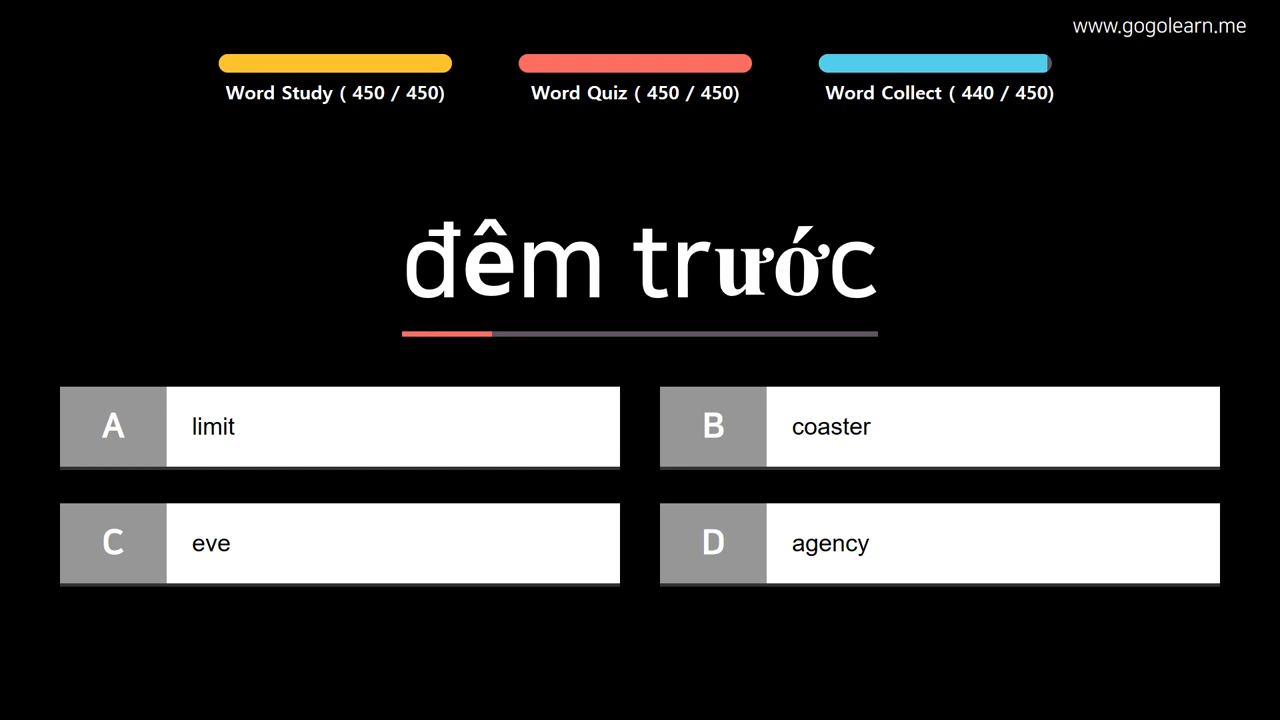 www.gogolearn.me
Word Study ( 450 / 450)
Word Quiz ( 450 / 450)
Word Collect ( 440 / 450)
đêm trước
A
limit
B
coaster
C
eve
D
agency